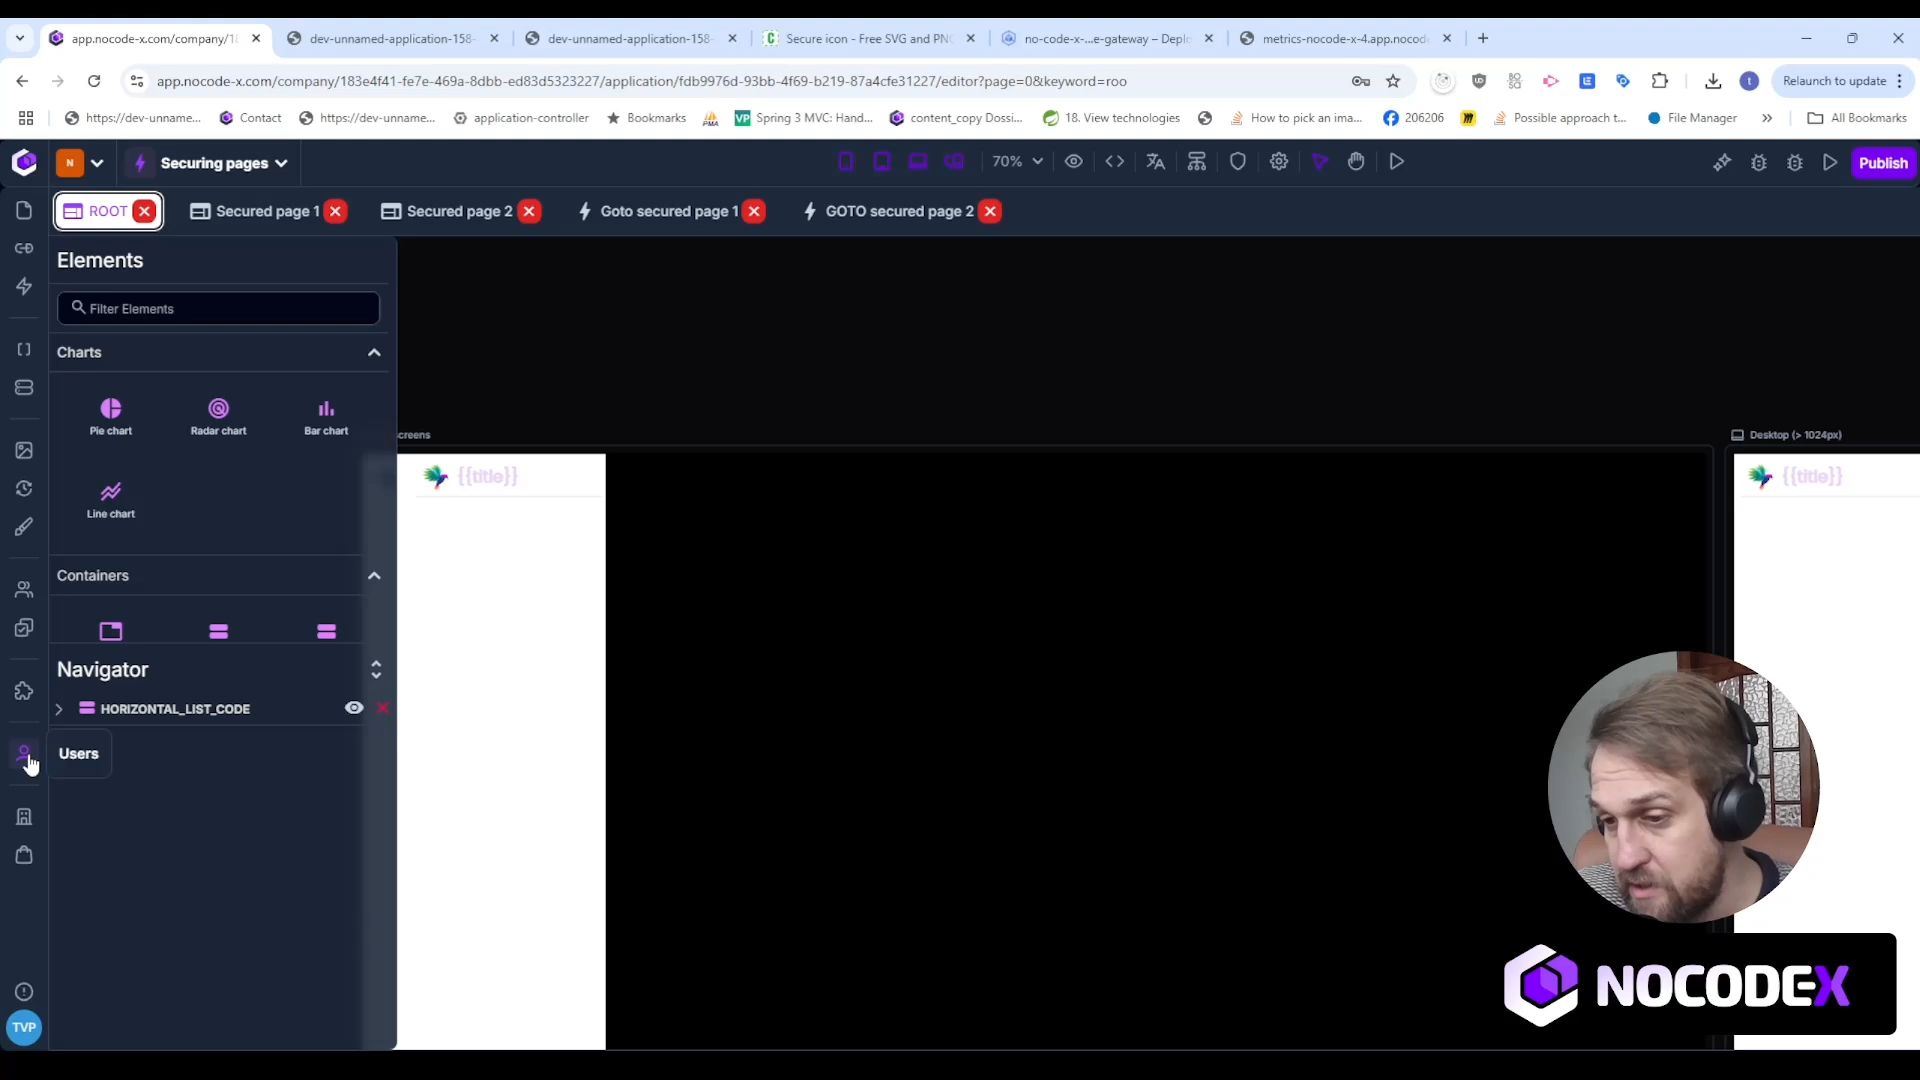 app.nocode-x.com/company/18
dev-unnamed-application-158-
dev-unnamed-application-158-
Secure icon - Free SVG and PNG
no-code-x-...e-gateway – Deplo
metrics-nocode-x-4.app.nocod
app.nocode-x.com/company/183e4f41-fe7e-469a-8dbb-ed83d5323227/application/fdb9976d-93bb-4f69-b219-87a4cfe31227/editor?page=0&keyword=roo
t
Relaunch to update
https://dev-unname...
Contact
https://dev-unname...
application-controller
Bookmarks
PMA
VP
Spring 3 MVC: Hand...
content_copy Dossi...
18. View technologies
How to pick an ima...
206206
Possible approach t...
File Manager
All Bookmarks
N
Securing pages
70%
Publish
ROOT
Secured page 1
Secured page 2
Goto secured page 1
GOTO secured page 2
Elements
Filter Elements
Charts
Pie chart
Radar chart
Bar chart
Line chart
Containers
Navigator
HORIZONTAL_LIST_CODE
Users
TVP
creens
{{title}}
Desktop (> 1024px)
{{title}}
NOCODE-X